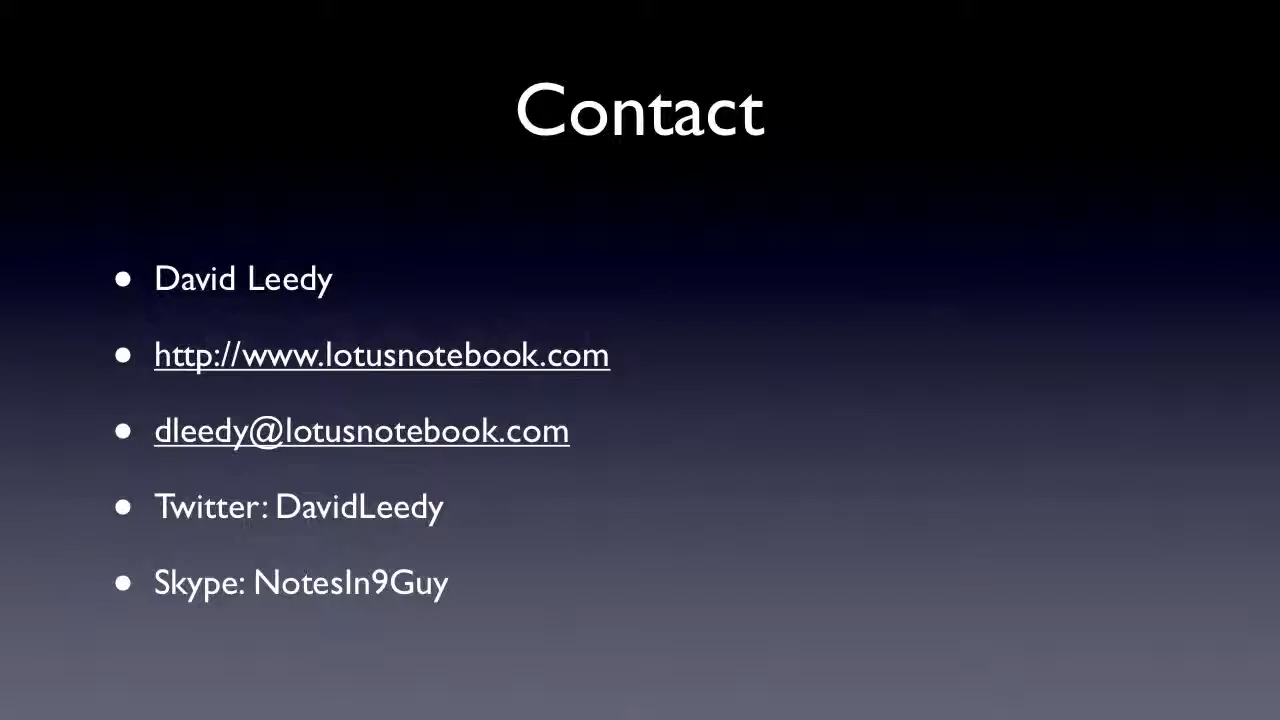 Contact
• David Leedy
• http://www.lotusnotebook.com
• dleedy@lotusnotebook.com
• Twitter: DavidLeedy
• Skype: NotesIn9Guy